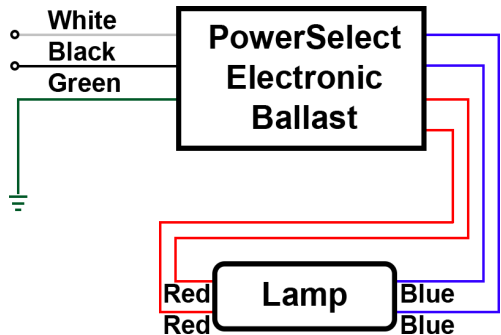 White
Black
Green
PowerSelect
Electronic
Ballast
Red
Lamp
Blue
Red
Blue